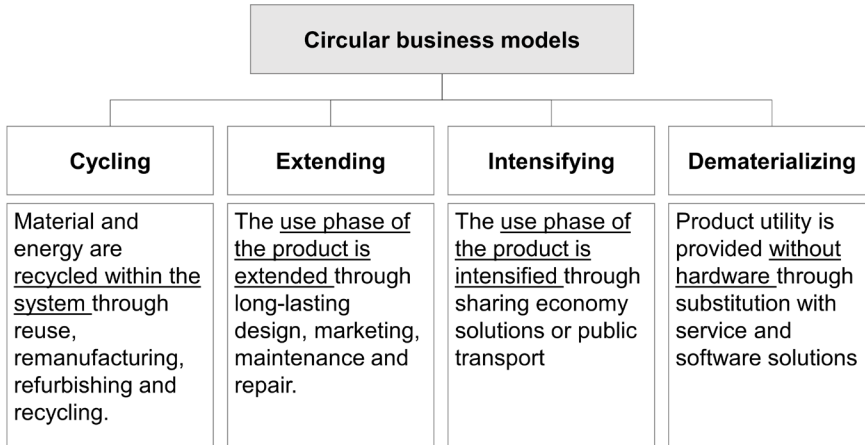 Circular business models
Cycling
Material and
energy are
recycled within the
system through
reuse,
remanufacturing,
refurbishing and
recycling.
Extending
The use phase of
the product is
extended through
long-lasting
design, marketing,
maintenance and
repair.
Intensifying
The use phase of
the product is
intensified through
sharing economy
solutions or public
transport
Dematerializing
Product utility is
provided without
hardware through
substitution with
service and
software solutions